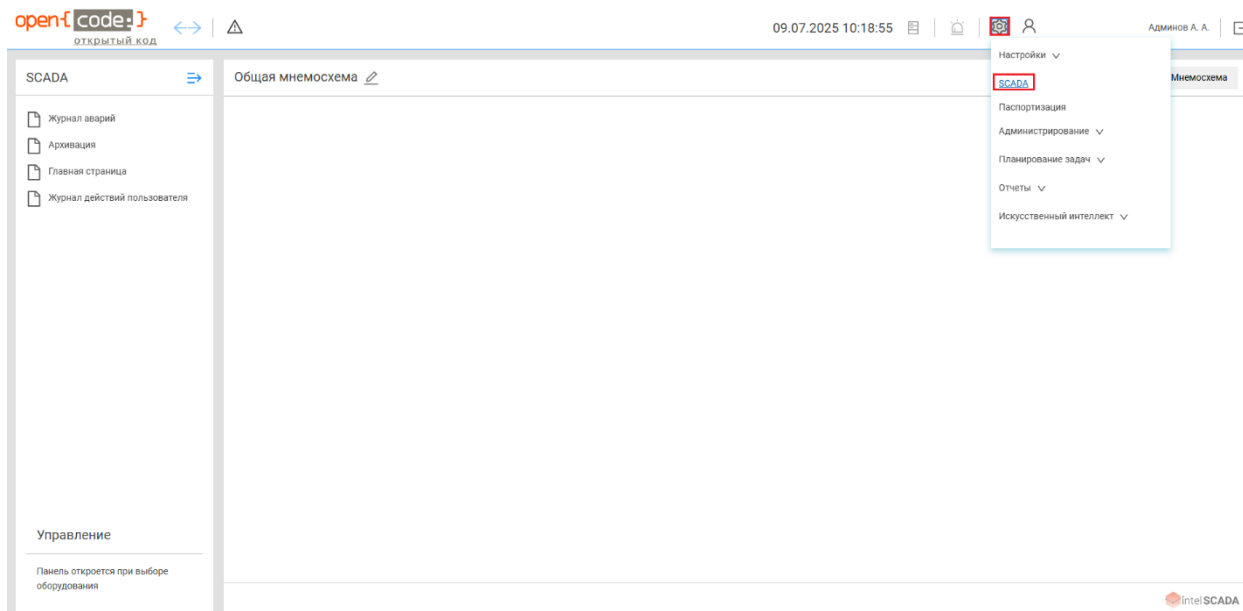 open{code:}
открытый код
09.07.2025 10:18:55
Админов А. А.
SCADA
Общая мнемосхема
Мнемосхема
Настройки
SCADA
Паспортизация
Администрирование
Планирование задач
Отчеты
Искусственный интеллект
Журнал аварий
Архивация
Главная страница
Журнал действий пользователя
Управление
Панель откроется при выборе
оборудования
intelSCADA